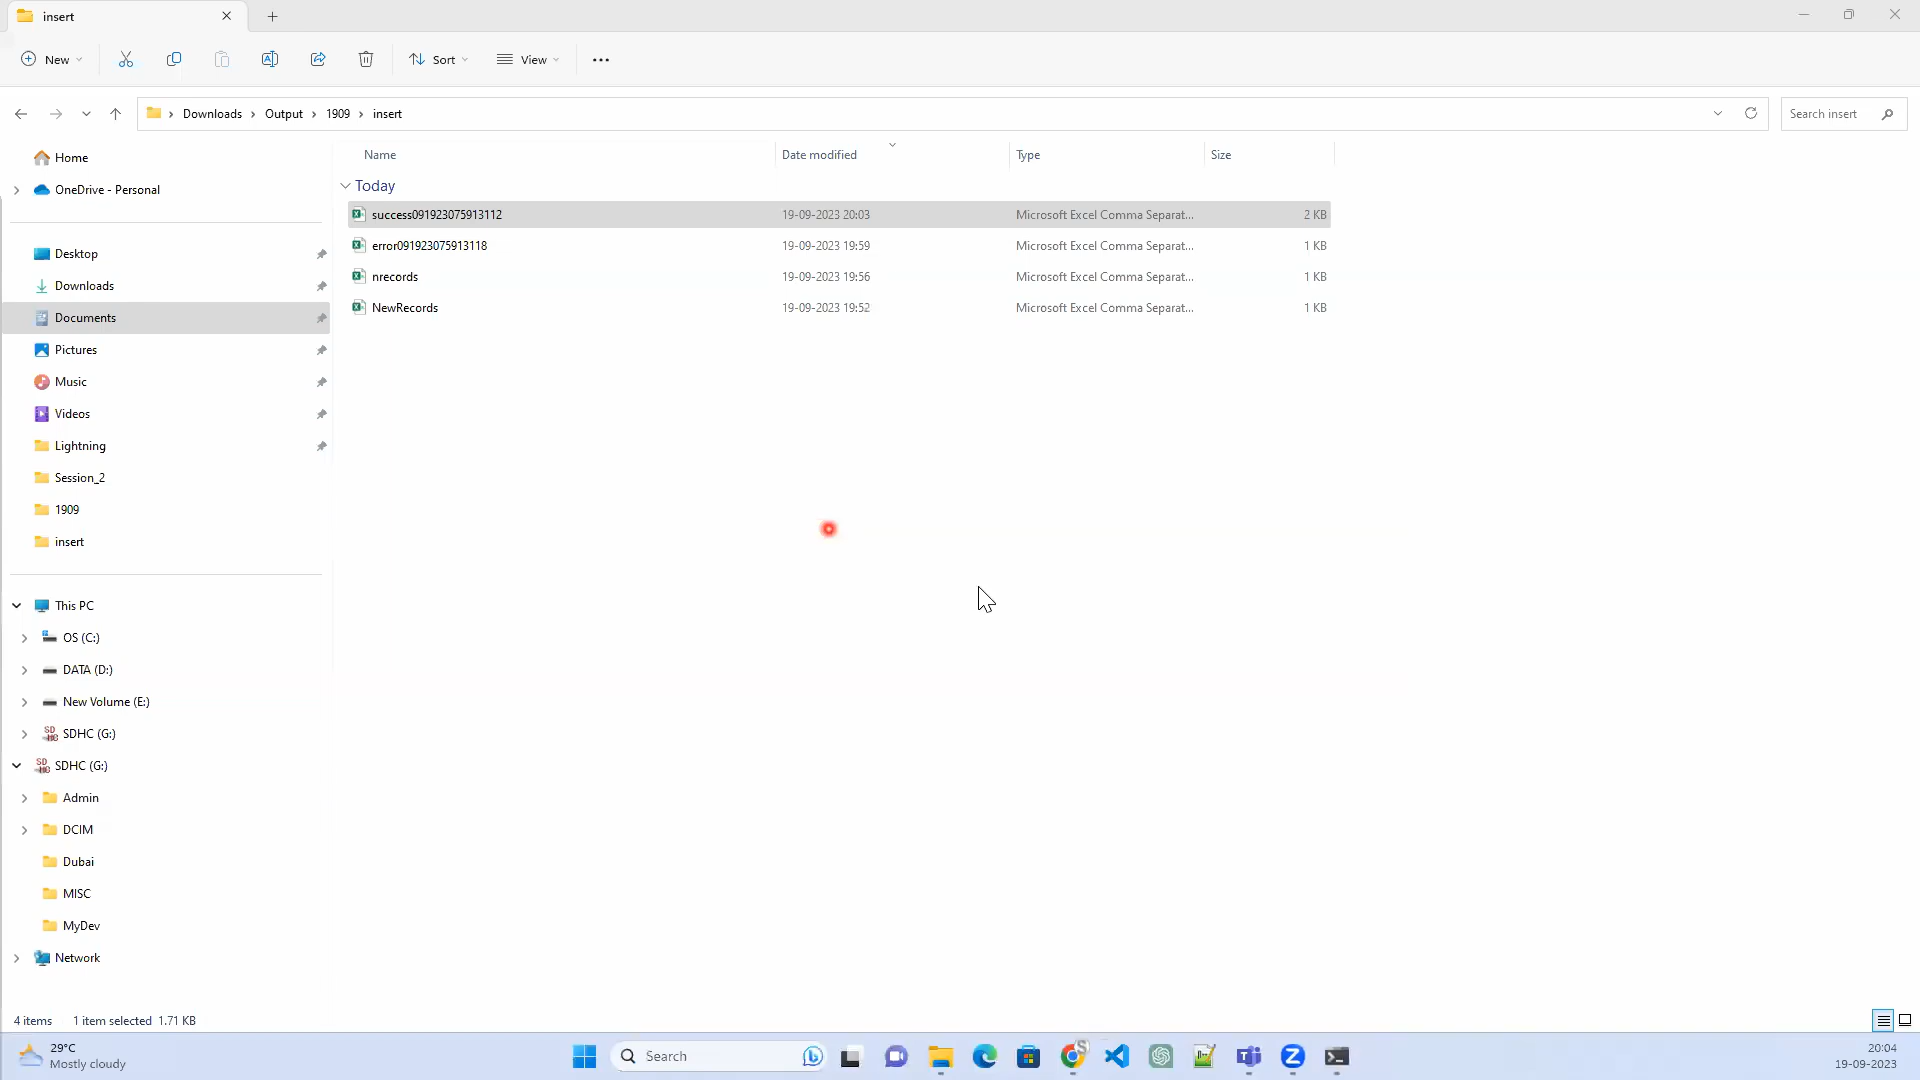 insert
New
Sort
View
Downloads
Output
1909
insert
Search insert
Home
OneDrive - Personal
Desktop
Downloads
Documents
Pictures
Music
Videos
Lightning
Session_2
1909
insert
This PC
OS (C:)
DATA (D:)
New Volume (E:)
SDHC (G:)
SDHC (G:)
Admin
DCIM
Dubai
MISC
MyDev
Network
Name Date modified Type Size
Today
success091923075913112 19-09-2023 20:03 Microsoft Excel Comma Separat... 2 KB
error091923075913118 19-09-2023 19:59 Microsoft Excel Comma Separat... 1 KB
nrecords 19-09-2023 19:56 Microsoft Excel Comma Separat... 1 KB
NewRecords 19-09-2023 19:52 Microsoft Excel Comma Separat... 1 KB
4 items 1 item selected 1.71 KB
29°C
Mostly cloudy
Search
20:04
19-09-2023